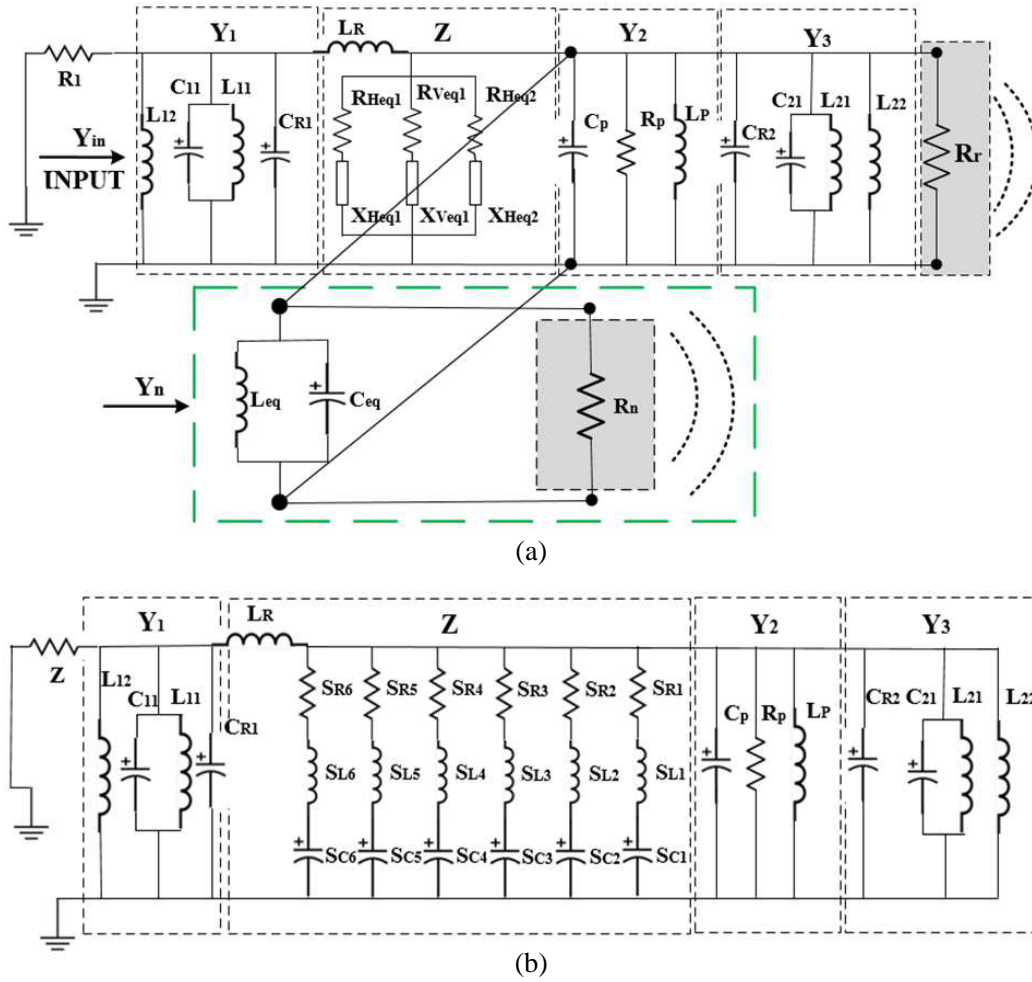 Y1 Z Y2 Y3
LR
R1
C11 L11
L12
CR1
RHeq1 RVeq1 RHeq2
XHeq1 XVeq1 XHeq2
Cp Rp LP
CR2 C21 L21 L22
Rr
Yin
INPUT
Yn
Leq Ceq Rn
(a)
Y1 LR Z Y2 Y3
Z
L12 C11 L11 CR1
SR6 SR5 SR4 SR3 SR2 SR1
SL6 SL5 SL4 SL3 SL2 SL1
SC6 SC5 SC4 SC3 SC2 SC1
Cp Rp LP
CR2 C21 L21 L22
(b)